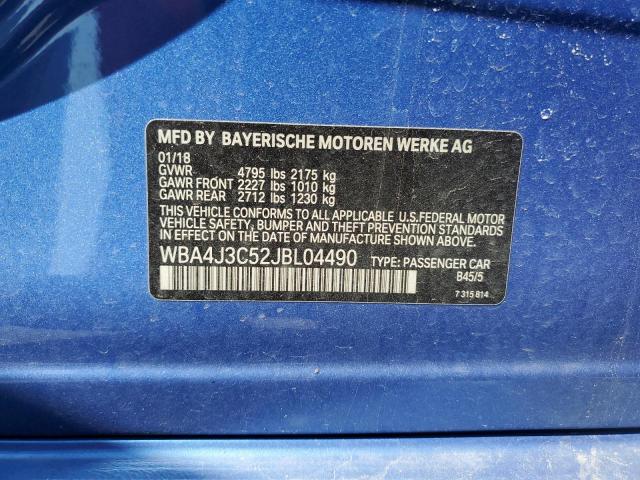 MFD BY BAYERISCHE MOTOREN WERKE AG
01/18
GVWR 4795 lbs 2175 kg
GAWR FRONT 2227 lbs 1010 kg
GAWR REAR 2712 lbs 1230 kg
THIS VEHICLE CONFORMS TO ALL APPLICABLE U.S.FEDERAL MOTOR
VEHICLE SAFETY, BUMPER AND THEFT PREVENTION STANDARDS
IN EFFECT ON THE DATE OF MANUFACTURE SHOWN ABOVE.
WBA4J3C52JBL04490 TYPE: PASSENGER CAR
B45/5
7 315 814